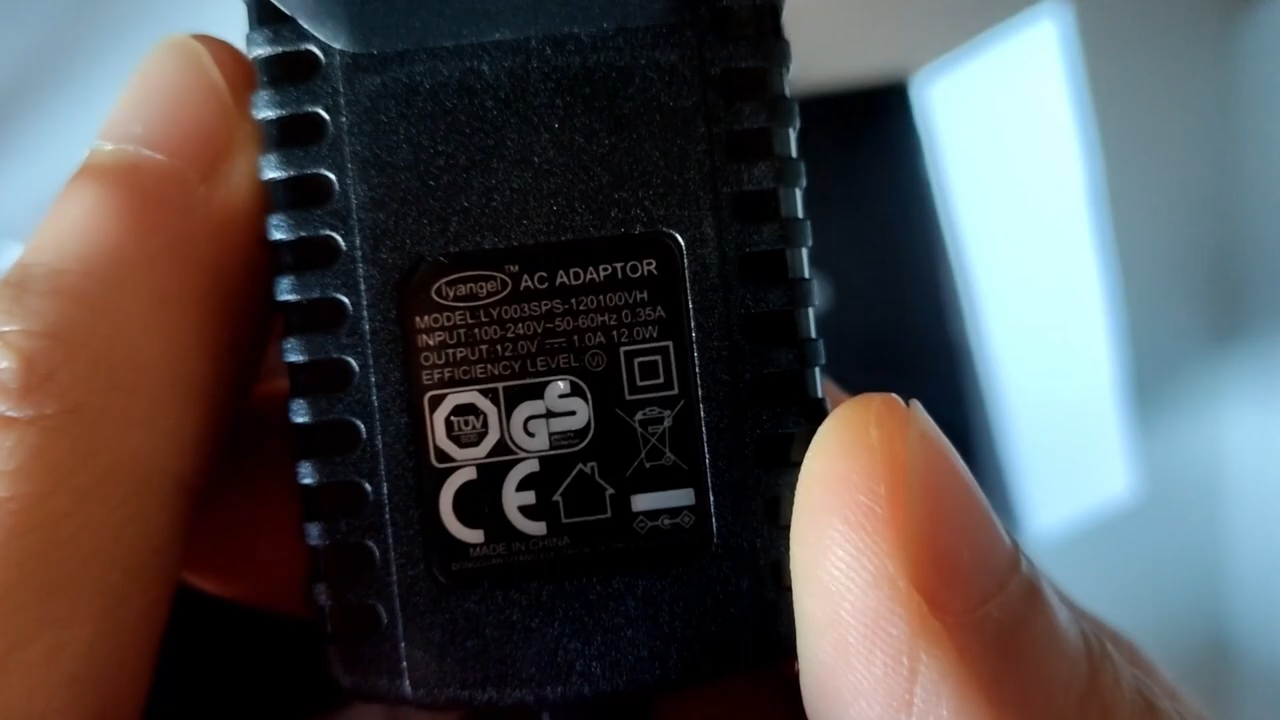 lyangel™ AC ADAPTOR
MODEL:LY003SPS-120100VH
INPUT:100-240V~50-60Hz 0.35A
OUTPUT:12.0V ⎓ 1.0A 12.0W
EFFICIENCY LEVEL VI
TÜV GS
CE
MADE IN CHINA
DONGGUAN